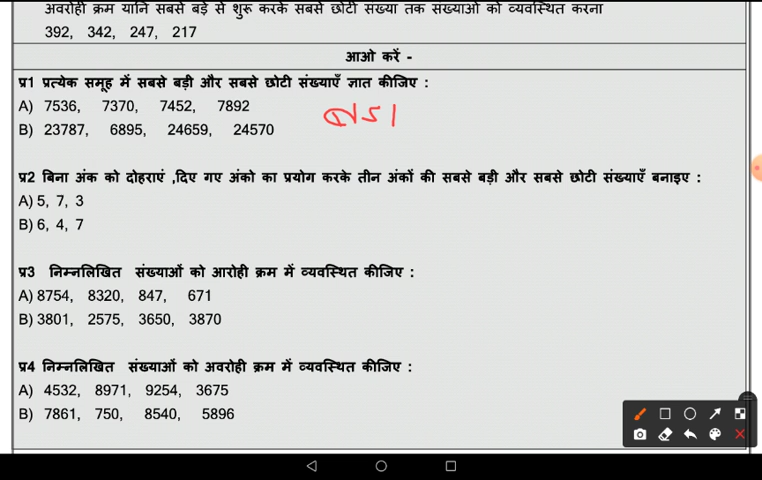 अवरोही क्रम यानि सबसे बड़े से शुरू करके सबसे छोटी संख्या तक संख्याओं को व्यवस्थित करना
392, 342, 247, 217
आओ करें -
प्र1 प्रत्येक समूह में सबसे बड़ी और सबसे छोटी संख्याएँ ज्ञात कीजिए :
A) 7536, 7370, 7452, 7892
B) 23787, 6895, 24659, 24570
प्र2 बिना अंक को दोहराएं ,दिए गए अंको का प्रयोग करके तीन अंकों की सबसे बड़ी और सबसे छोटी संख्याएँ बनाइए :
A) 5, 7, 3
B) 6, 4, 7
प्र3 निम्नलिखित संख्याओं को आरोही क्रम में व्यवस्थित कीजिए :
A) 8754, 8320, 847, 671
B) 3801, 2575, 3650, 3870
प्र4 निम्नलिखित संख्याओं को अवरोही क्रम में व्यवस्थित कीजिए :
A) 4532, 8971, 9254, 3675
B) 7861, 750, 8540, 5896